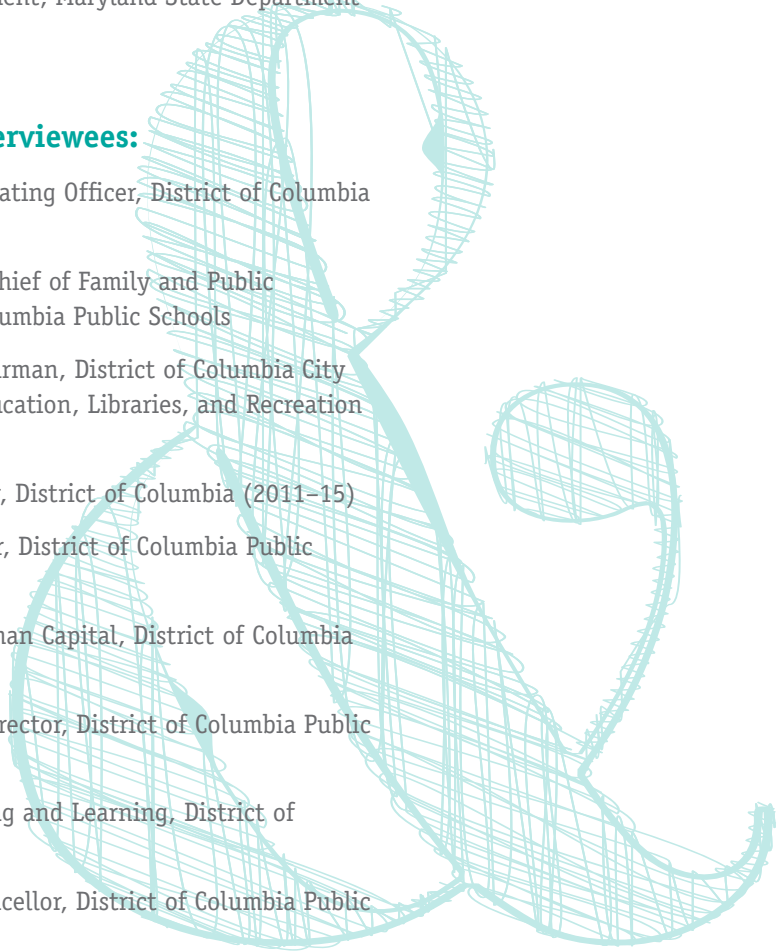 ent, Maryland State Department
erviewees:
ating Officer, District of Columbia
hief of Family and Public
umbia Public Schools
rman, District of Columbia City
ucation, Libraries, and Recreation
, District of Columbia (2011–15)
r, District of Columbia Public
man Capital, District of Columbia
rector, District of Columbia Public
g and Learning, District of
ncellor, District of Columbia Public
&